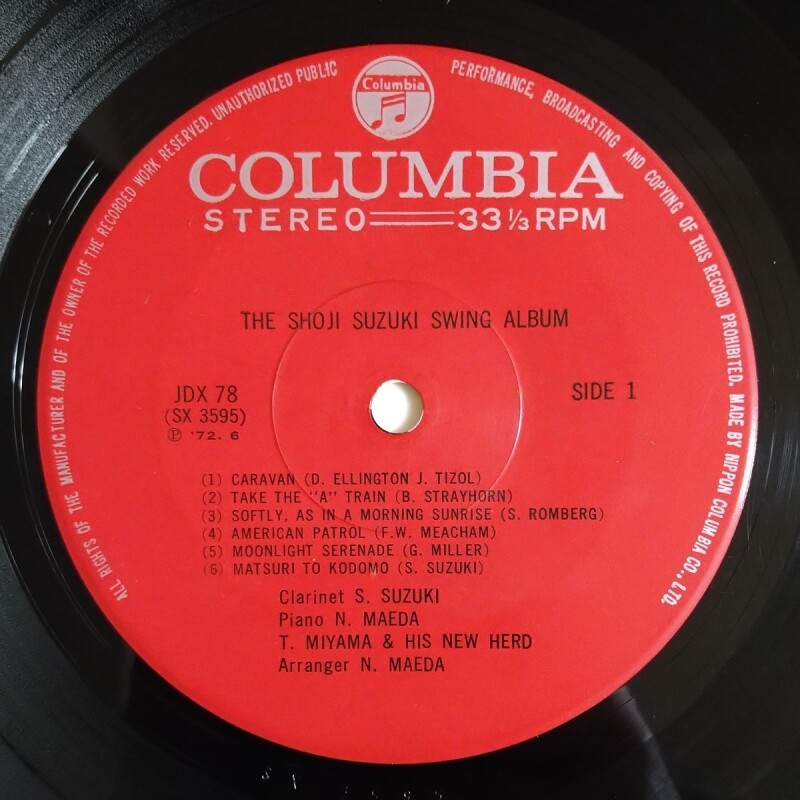 ALL RIGHTS OF THE MANUFACTURER AND OF THE OWNER OF THE RECORDED WORK RESERVED. UNAUTHORIZED PUBLIC PERFORMANCE, BROADCASTING AND COPYING OF THIS RECORD PROHIBITED. MADE BY NIPPON COLUMBIA CO., LTD.
Columbia
COLUMBIA
STEREO 33 1/3 RPM
THE SHOJI SUZUKI SWING ALBUM
JDX 78
(SX 3595)
Ⓟ '72. 6
SIDE 1
(1) CARAVAN (D. ELLINGTON J. TIZOL)
(2) TAKE THE "A" TRAIN (B. STRAYHORN)
(3) SOFTLY, AS IN A MORNING SUNRISE (S. ROMBERG)
(4) AMERICAN PATROL (F.W. MEACHAM)
(5) MOONLIGHT SERENADE (G. MILLER)
(6) MATSURI TO KODOMO (S. SUZUKI)
Clarinet S. SUZUKI
Piano N. MAEDA
T. MIYAMA & HIS NEW HERD
Arranger N. MAEDA